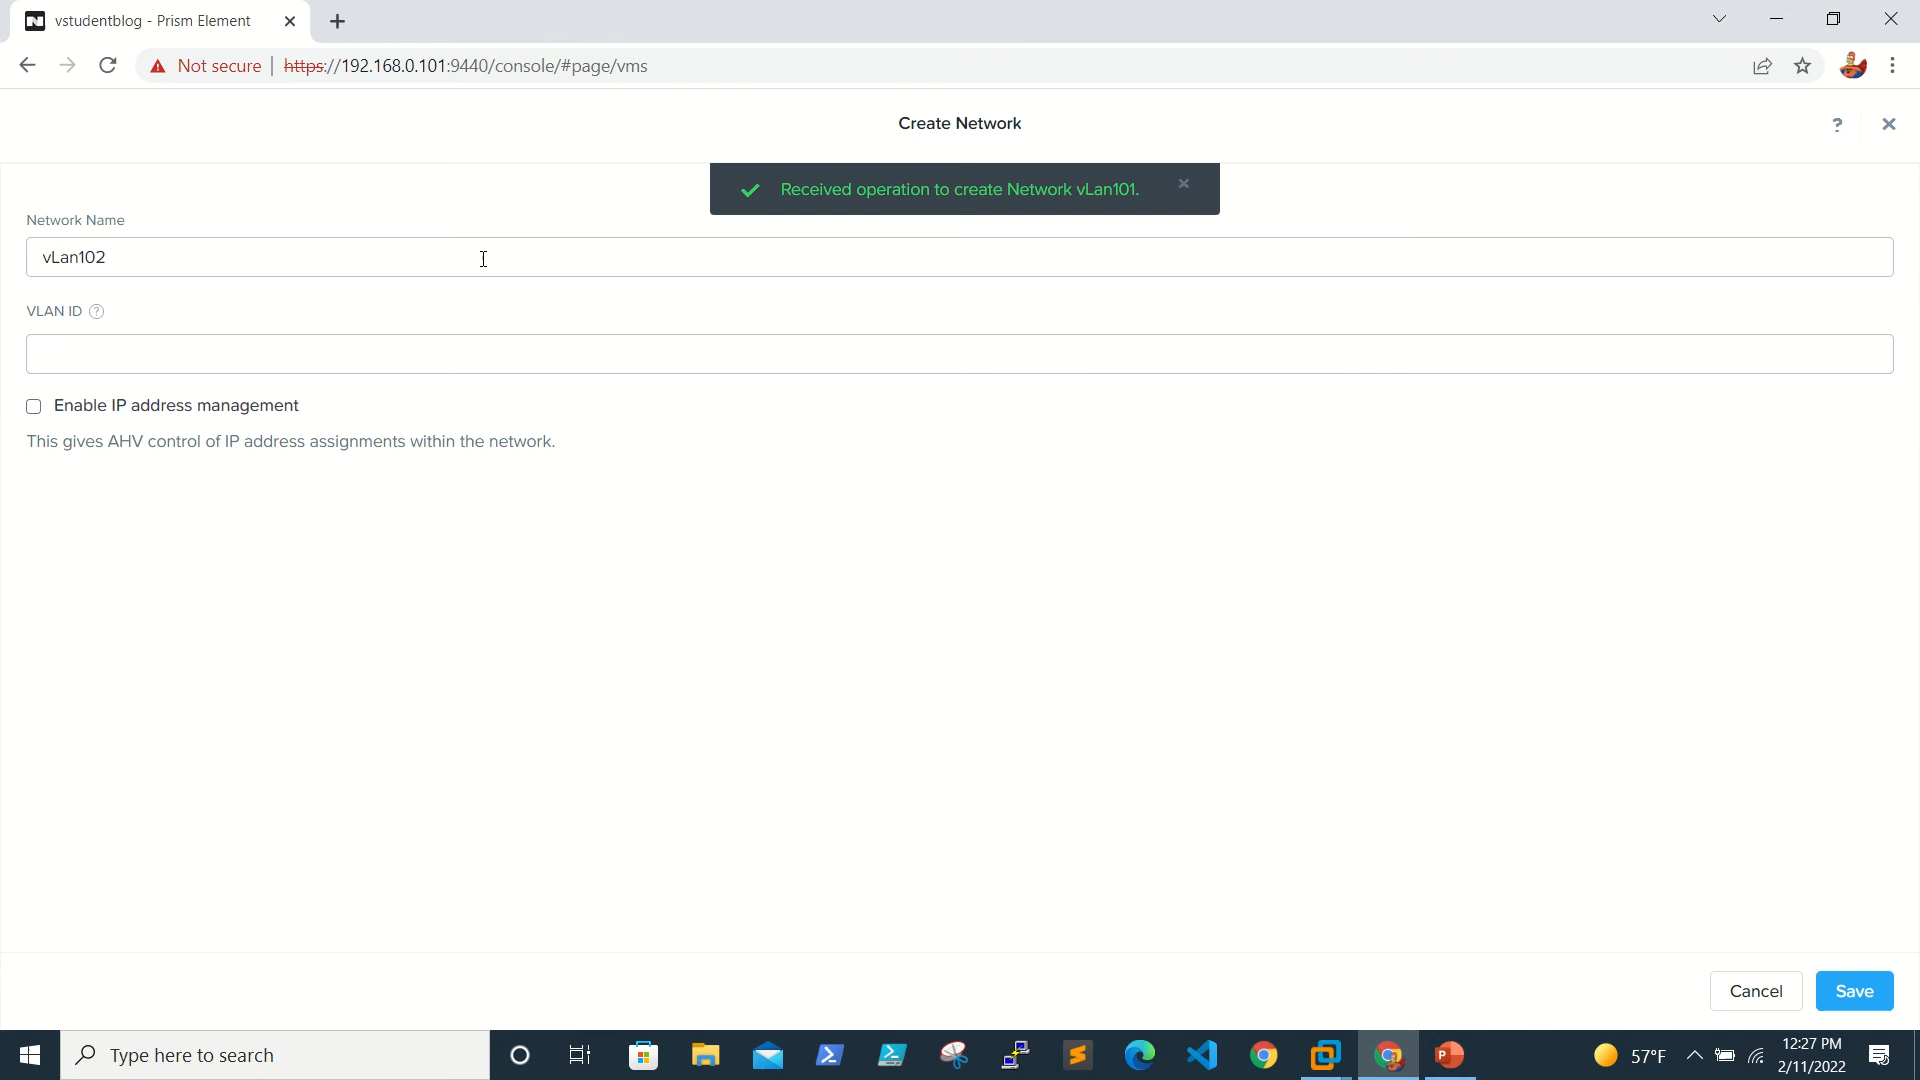 vstudentblog - Prism Element
Not secure | https://192.168.0.101:9440/console/#page/vms
Create Network
?
Received operation to create Network vLan101.
Network Name
vLan102
VLAN ID ?
Enable IP address management
This gives AHV control of IP address assignments within the network.
Cancel
Save
Type here to search
57°F
12:27 PM
2/11/2022